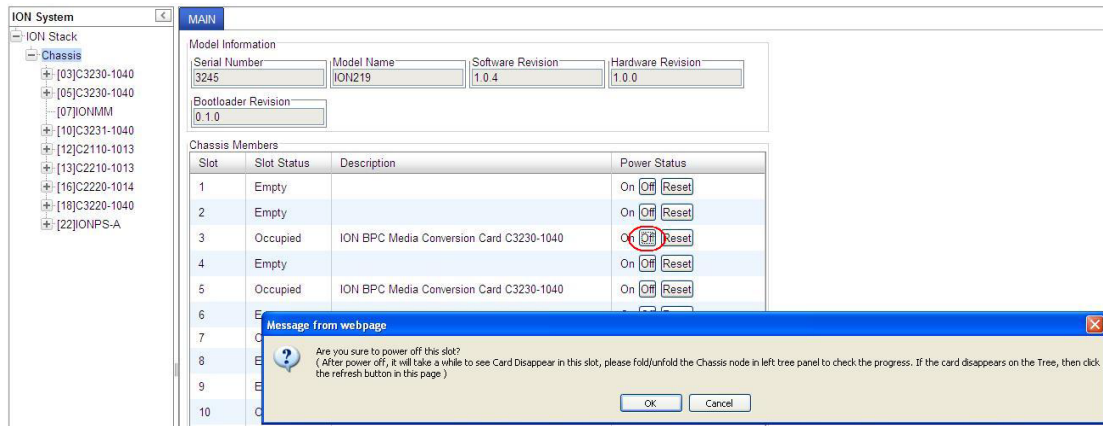 ION System
<
ION Stack
Chassis
[03]C3230-1040
[05]C3230-1040
[07]IONMM
[10]C3231-1040
[12]C2110-1013
[13]C2210-1013
[16]C2220-1014
[18]C3220-1040
[22]IONPS-A
MAIN
Model Information
Serial Number Model Name Software Revision Hardware Revision
3245 ION219 1.0.4 1.0.0
Bootloader Revision
0.1.0
Chassis Members
Slot Slot Status Description Power Status
1 Empty On Off Reset
2 Empty On Off Reset
3 Occupied ION BPC Media Conversion Card C3230-1040 On Off Reset
4 Empty On Off Reset
5 Occupied ION BPC Media Conversion Card C3230-1040 On Off Reset
6
7
8
9
10
Message from webpage
Are you sure to power off this slot?
( After power off, it will take a while to see Card Disappear in this slot, please fold/unfold the Chassis node in left tree panel to check the progress. If the card disappears on the Tree, then click
the refresh button in this page )
OK Cancel